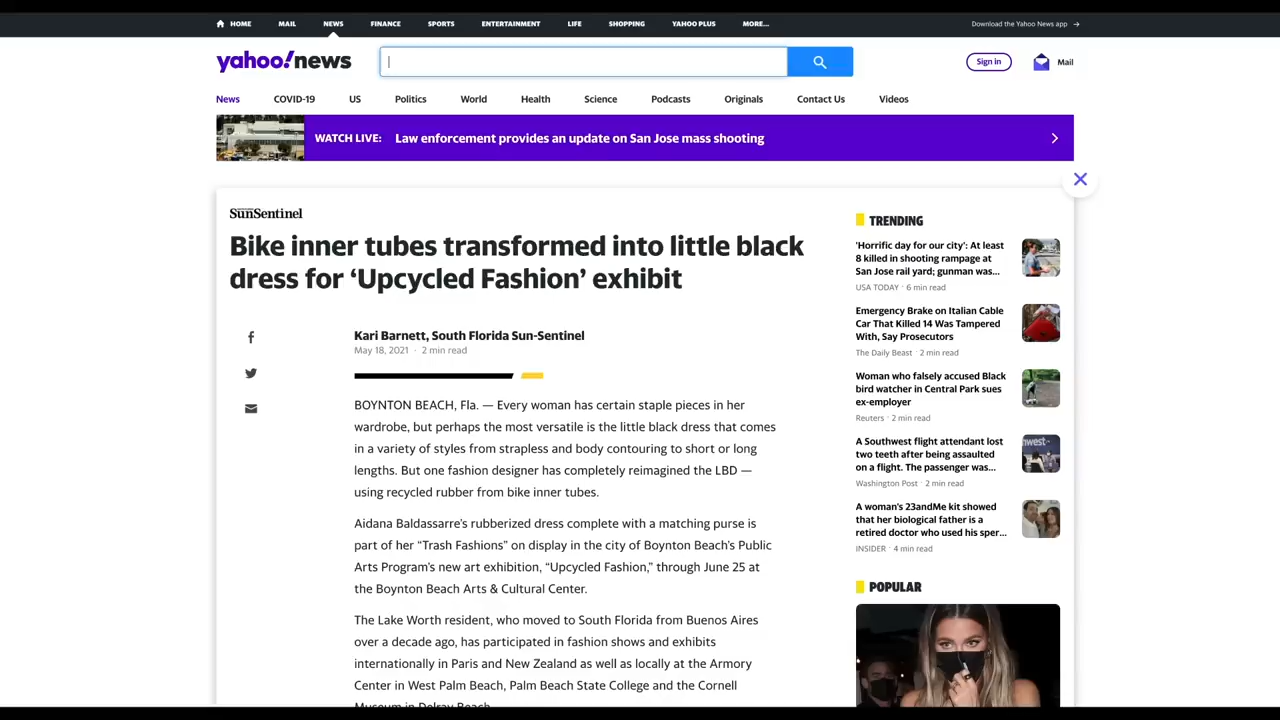 HOME MAIL NEWS FINANCE SPORTS ENTERTAINMENT LIFE SHOPPING YAHOO PLUS MORE... Download the Yahoo News app →
yahoo!news
Sign in Mail
News COVID-19 US Politics World Health Science Podcasts Originals Contact Us Videos
WATCH LIVE: Law enforcement provides an update on San Jose mass shooting
SunSentinel
Bike inner tubes transformed into little black
dress for ‘Upcycled Fashion’ exhibit
Kari Barnett, South Florida Sun-Sentinel
May 18, 2021 · 2 min read
BOYNTON BEACH, Fla. — Every woman has certain staple pieces in her
wardrobe, but perhaps the most versatile is the little black dress that comes
in a variety of styles from strapless and body contouring to short or long
lengths. But one fashion designer has completely reimagined the LBD —
using recycled rubber from bike inner tubes.
Aidana Baldassarre’s rubberized dress complete with a matching purse is
part of her “Trash Fashions” on display in the city of Boynton Beach’s Public
Arts Program’s new art exhibition, “Upcycled Fashion,” through June 25 at
the Boynton Beach Arts & Cultural Center.
The Lake Worth resident, who moved to South Florida from Buenos Aires
over a decade ago, has participated in fashion shows and exhibits
internationally in Paris and New Zealand as well as locally at the Armory
Center in West Palm Beach, Palm Beach State College and the Cornell
Museum in Delray Beach.
TRENDING
'Horrific day for our city': At least
8 killed in shooting rampage at
San Jose rail yard; gunman was...
USA TODAY · 6 min read
Emergency Brake on Italian Cable
Car That Killed 14 Was Tampered
With, Say Prosecutors
The Daily Beast · 2 min read
Woman who falsely accused Black
bird watcher in Central Park sues
ex-employer
Reuters · 2 min read
A Southwest flight attendant lost
two teeth after being assaulted
on a flight. The passenger was...
Washington Post · 2 min read
A woman's 23andMe kit showed
that her biological father is a
retired doctor who used his sper...
INSIDER · 4 min read
POPULAR